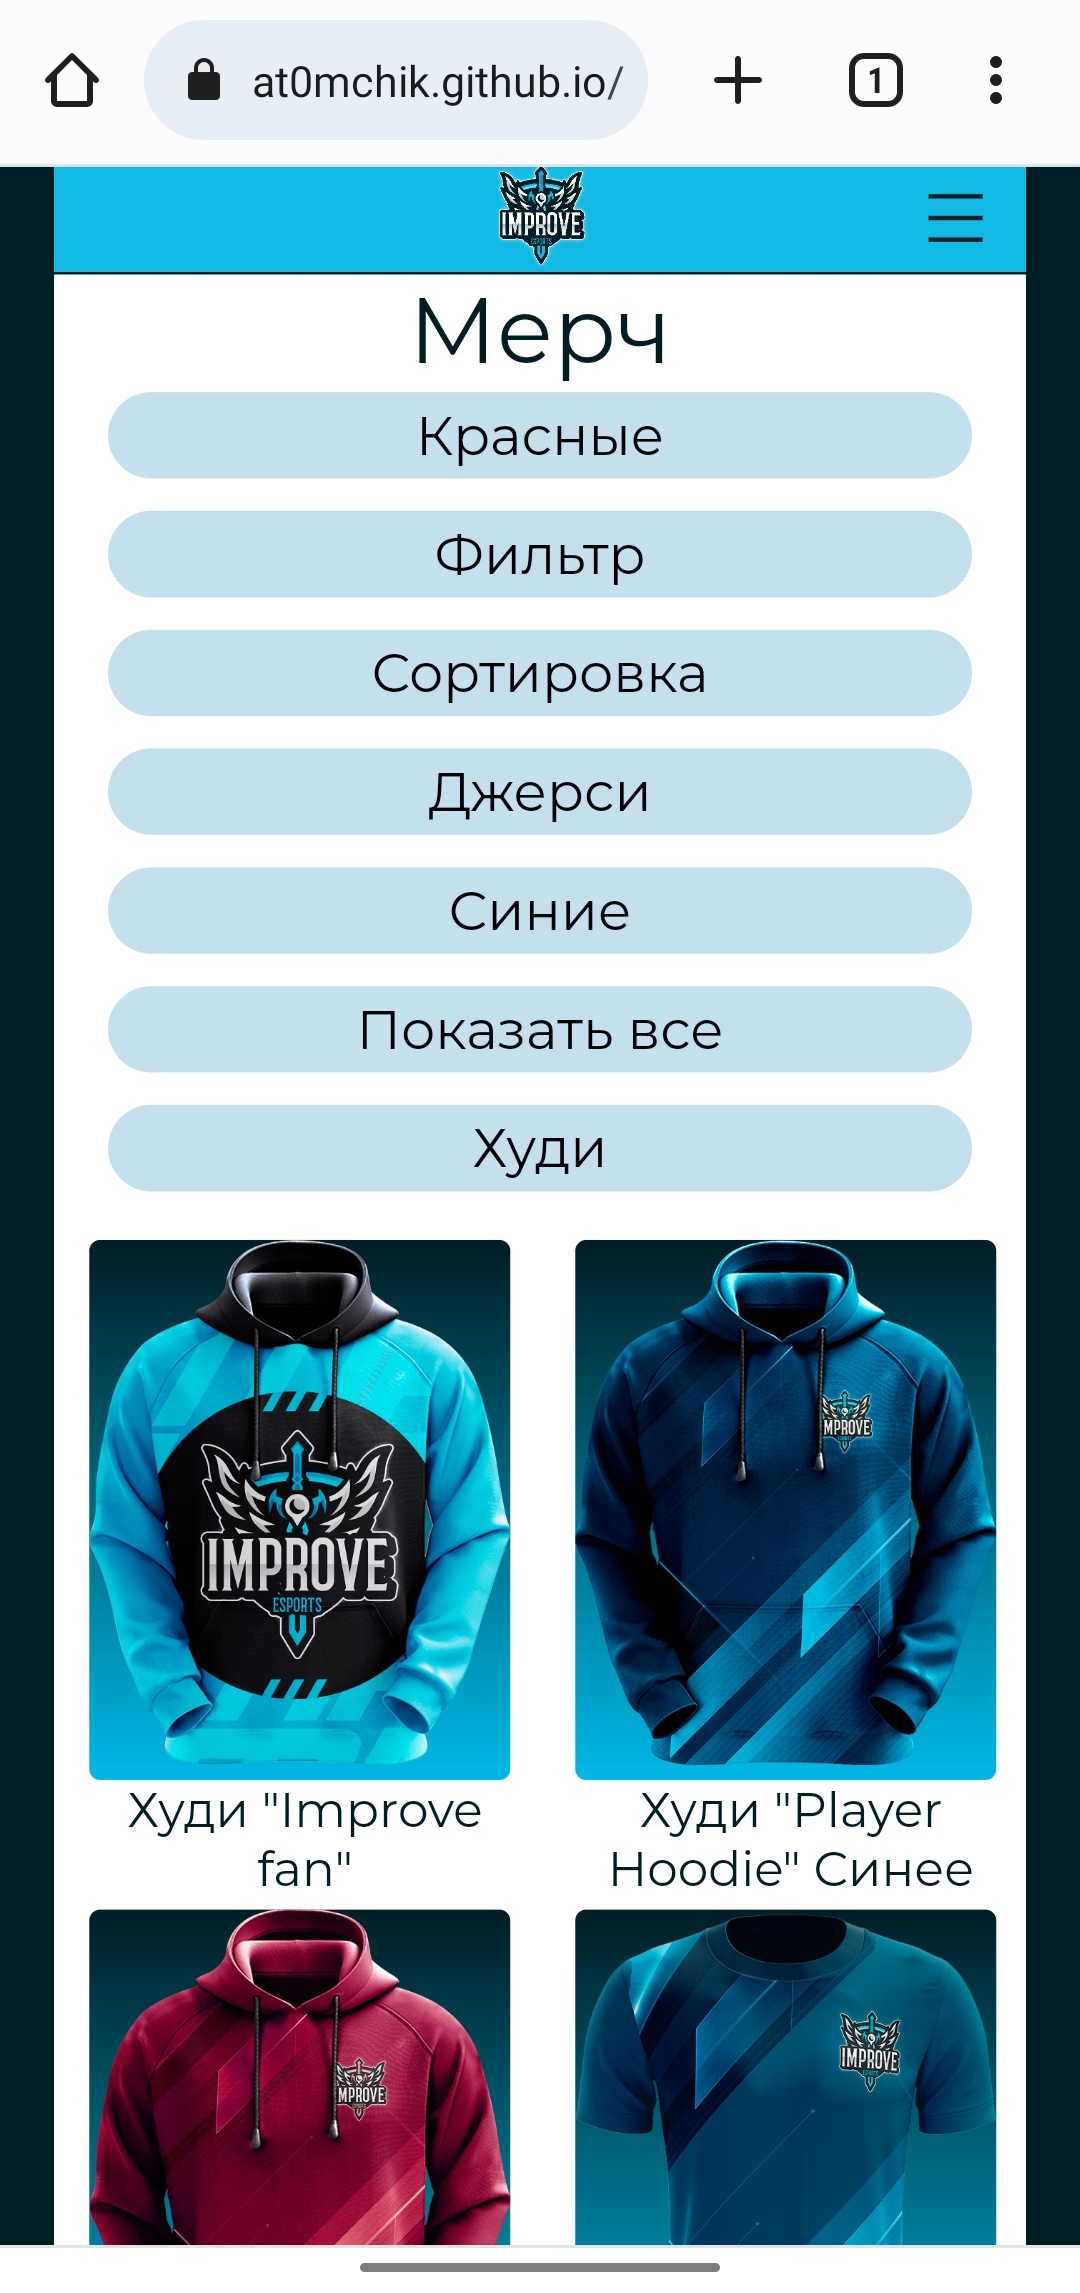 at0mchik.github.io/
1
IMPROVE
ESPORTS
Мерч
Красные
Фильтр
Сортировка
Джерси
Синие
Показать все
Худи
IMPROVE
ESPORTS
MPROVE
Худи "Improve
fan"
Худи "Player
Hoodie" Синее
MPROVE
IMPROVE